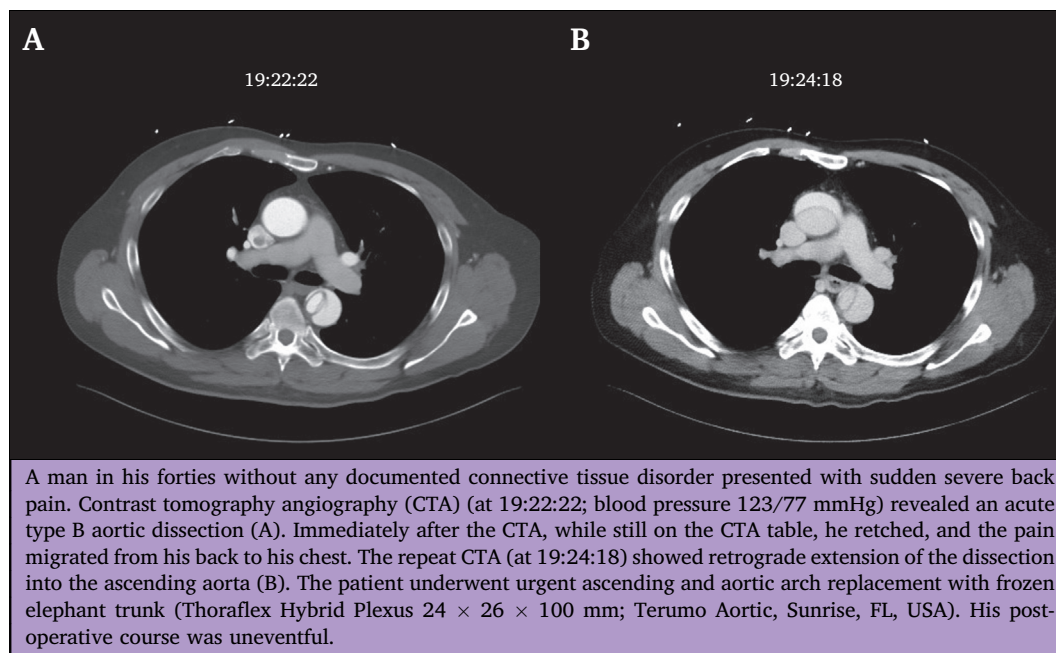 A
B
19:22:22
19:24:18
A man in his forties without any documented connective tissue disorder presented with sudden severe back
pain. Contrast tomography angiography (CTA) (at 19:22:22; blood pressure 123/77 mmHg) revealed an acute
type B aortic dissection (A). Immediately after the CTA, while still on the CTA table, he retched, and the pain
migrated from his back to his chest. The repeat CTA (at 19:24:18) showed retrograde extension of the dissection
into the ascending aorta (B). The patient underwent urgent ascending and aortic arch replacement with frozen
elephant trunk (Thoraflex Hybrid Plexus 24 × 26 × 100 mm; Terumo Aortic, Sunrise, FL, USA). His post-
operative course was uneventful.